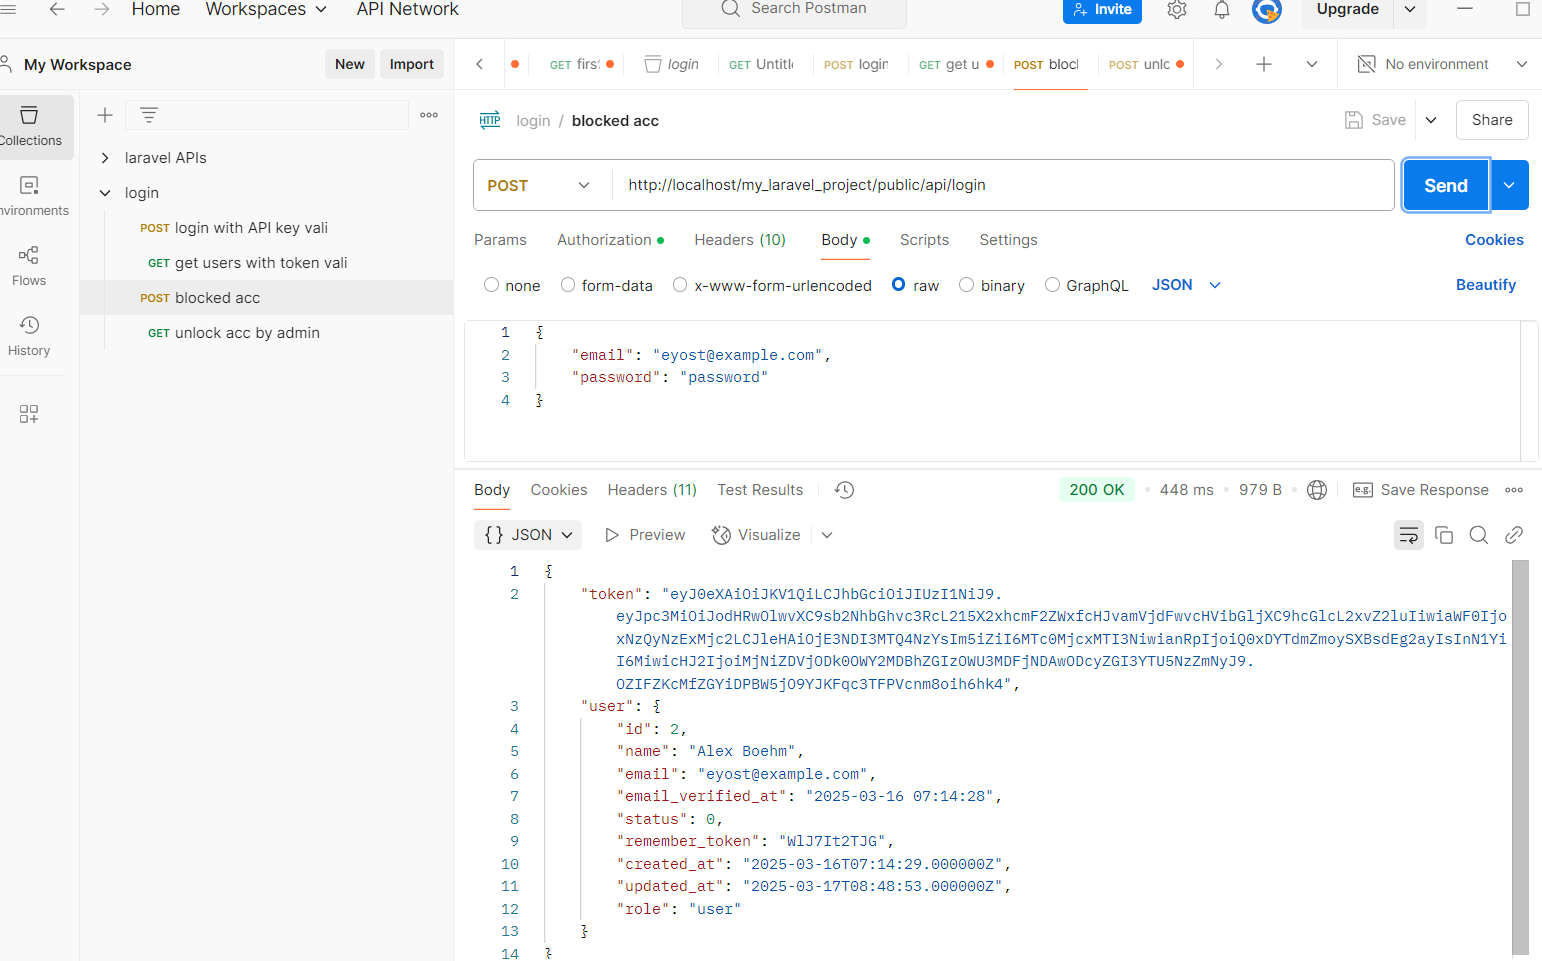 Home Workspaces API Network Search Postman Invite Upgrade
My Workspace New Import
GET firs login GET Untitl POST login GET get u POST bloc POST unlo No environment
Collections
Environments
Flows
History
laravel APIs
login
POST login with API key vali
GET get users with token vali
POST blocked acc
GET unlock acc by admin
HTTP login / blocked acc Save Share
POST http://localhost/my_laravel_project/public/api/login Send
Params Authorization Headers (10) Body Scripts Settings Cookies
none form-data x-www-form-urlencoded raw binary GraphQL JSON Beautify
1 {
2 "email": "eyost@example.com",
3 "password": "password"
4 }
Body Cookies Headers (11) Test Results 200 OK 448 ms 979 B e.g. Save Response
{} JSON Preview Visualize
1 {
2 "token": "eyJ0eXAiOiJKV1QiLCJhbGciOiJIUzI1NiJ9.
eyJpc3MiOiJodHRwOlwvXC9sb2NhbGhvc3RcL215X2xhcmF2ZWxfcHJvamVjdFwvcHVibGljXC9hcGlcL2xvZ2luIiwiaWF0Ijo
xNzQyNzExMjc2LCJleHAiOjE3NDI3MTQ4NzYsIm5iZiI6MTc0MjcxMTI3NiwianRpIjoiQ0xDYTdmZmoySXBsdEg2ayIsInN1Yi
I6MiwicHJ2IjoiMjNiZDVjODk0OWY2MDBhZGIzOWU3MDFjNDAwODcyZGI3YTU5NzZmNyJ9.
OZIFZKcMfZGYiDPBW5jO9YJKFqc3TFPVcnm8oih6hk4",
3 "user": {
4 "id": 2,
5 "name": "Alex Boehm",
6 "email": "eyost@example.com",
7 "email_verified_at": "2025-03-16 07:14:28",
8 "status": 0,
9 "remember_token": "WlJ7It2TJG",
10 "created_at": "2025-03-16T07:14:29.000000Z",
11 "updated_at": "2025-03-17T08:48:53.000000Z",
12 "role": "user"
13 }
14 }